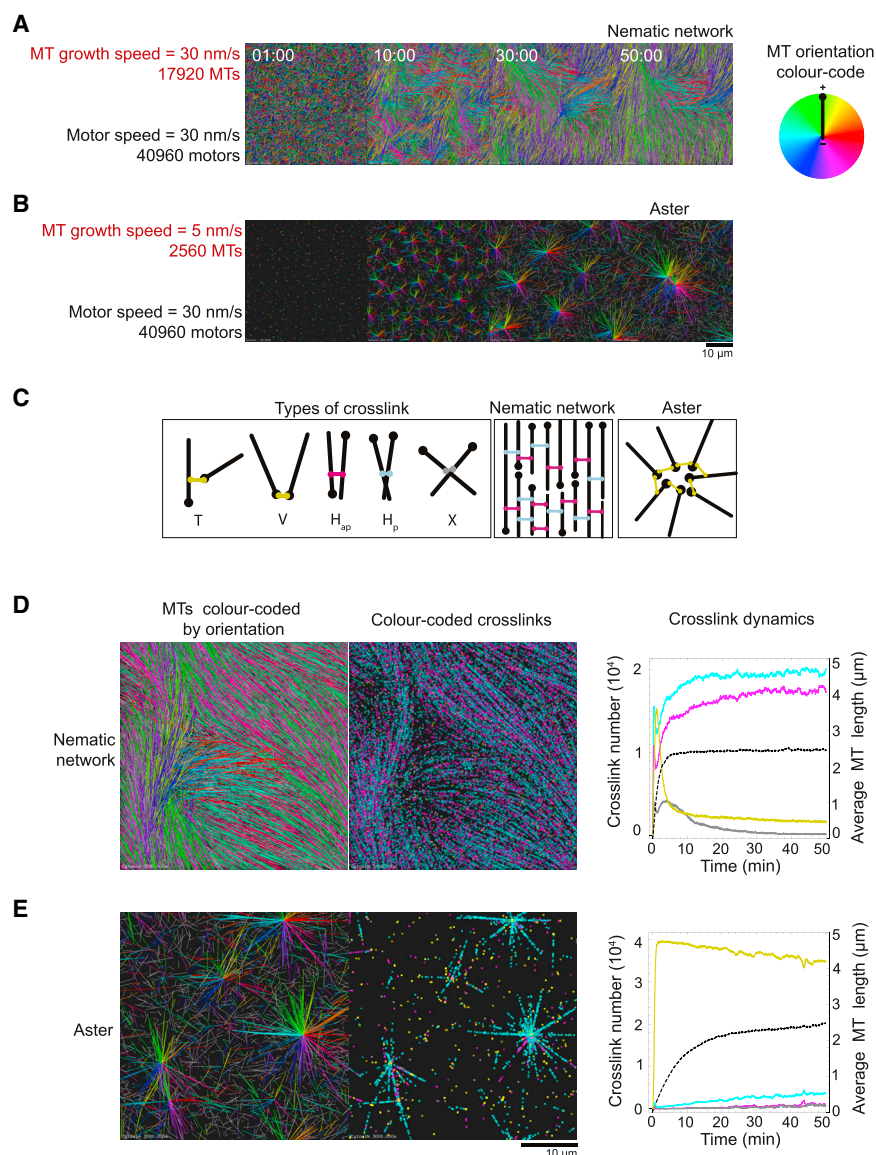 A
Nematic network
MT growth speed = 30 nm/s
17920 MTs
01:00 10:00 30:00 50:00
Motor speed = 30 nm/s
40960 motors
MT orientation
colour-code
+
–
B
Aster
MT growth speed = 5 nm/s
2560 MTs
Motor speed = 30 nm/s
40960 motors
10 µm
C
Types of crosslink
T V Hap Hp X
Nematic network
Aster
D
MTs colour-coded
by orientation
Colour-coded crosslinks
Crosslink dynamics
Nematic
network
Crosslink number (10⁴)
2
1
0
5
4
3
2
1
0
Average MT length (µm)
0 10 20 30 40 50
Time (min)
E
Aster
10 µm
Crosslink number (10⁴)
4
3
2
1
0
5
4
3
2
1
0
Average MT length (µm)
0 10 20 30 40 50
Time (min)